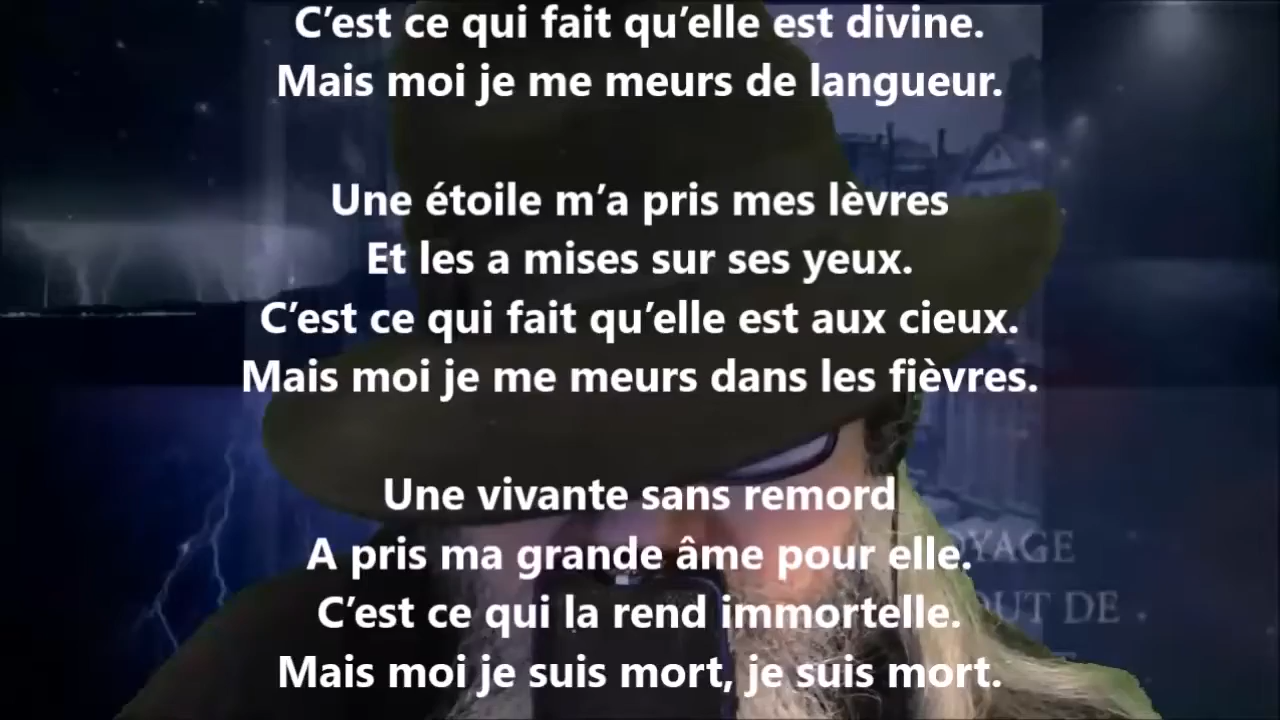 C’est ce qui fait qu’elle est divine.
Mais moi je me meurs de langueur.
Une étoile m’a pris mes lèvres
Et les a mises sur ses yeux.
C’est ce qui fait qu’elle est aux cieux.
Mais moi je me meurs dans les fièvres.
Une vivante sans remord
A pris ma grande âme pour elle.
C’est ce qui la rend immortelle.
Mais moi je suis mort, je suis mort.
DE